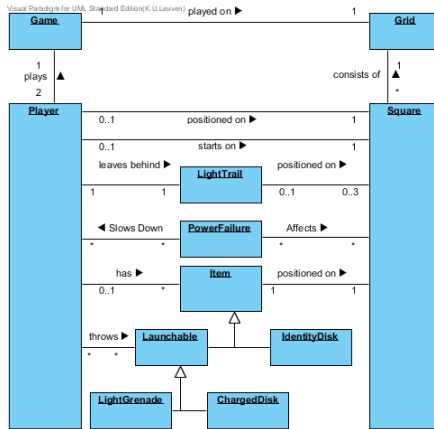 Visual Paradigm for UML Standard Edition(K.U.Leuven)
1 played on ▶ 1
Game Grid
1 1
plays ▲ consists of ▲
2 *
Player Square
0..1 positioned on ▶ 1
0..1 starts on ▶ 1
leaves behind ▶ LightTrail positioned on ▶
1 1 0..1 0..3
◀ Slows Down PowerFailure Affects ▶
* * * *
has ▶ Item positioned on ▶
0..1 * 1 1
throws ▶ Launchable IdentityDisk
* *
LightGrenade ChargedDisk